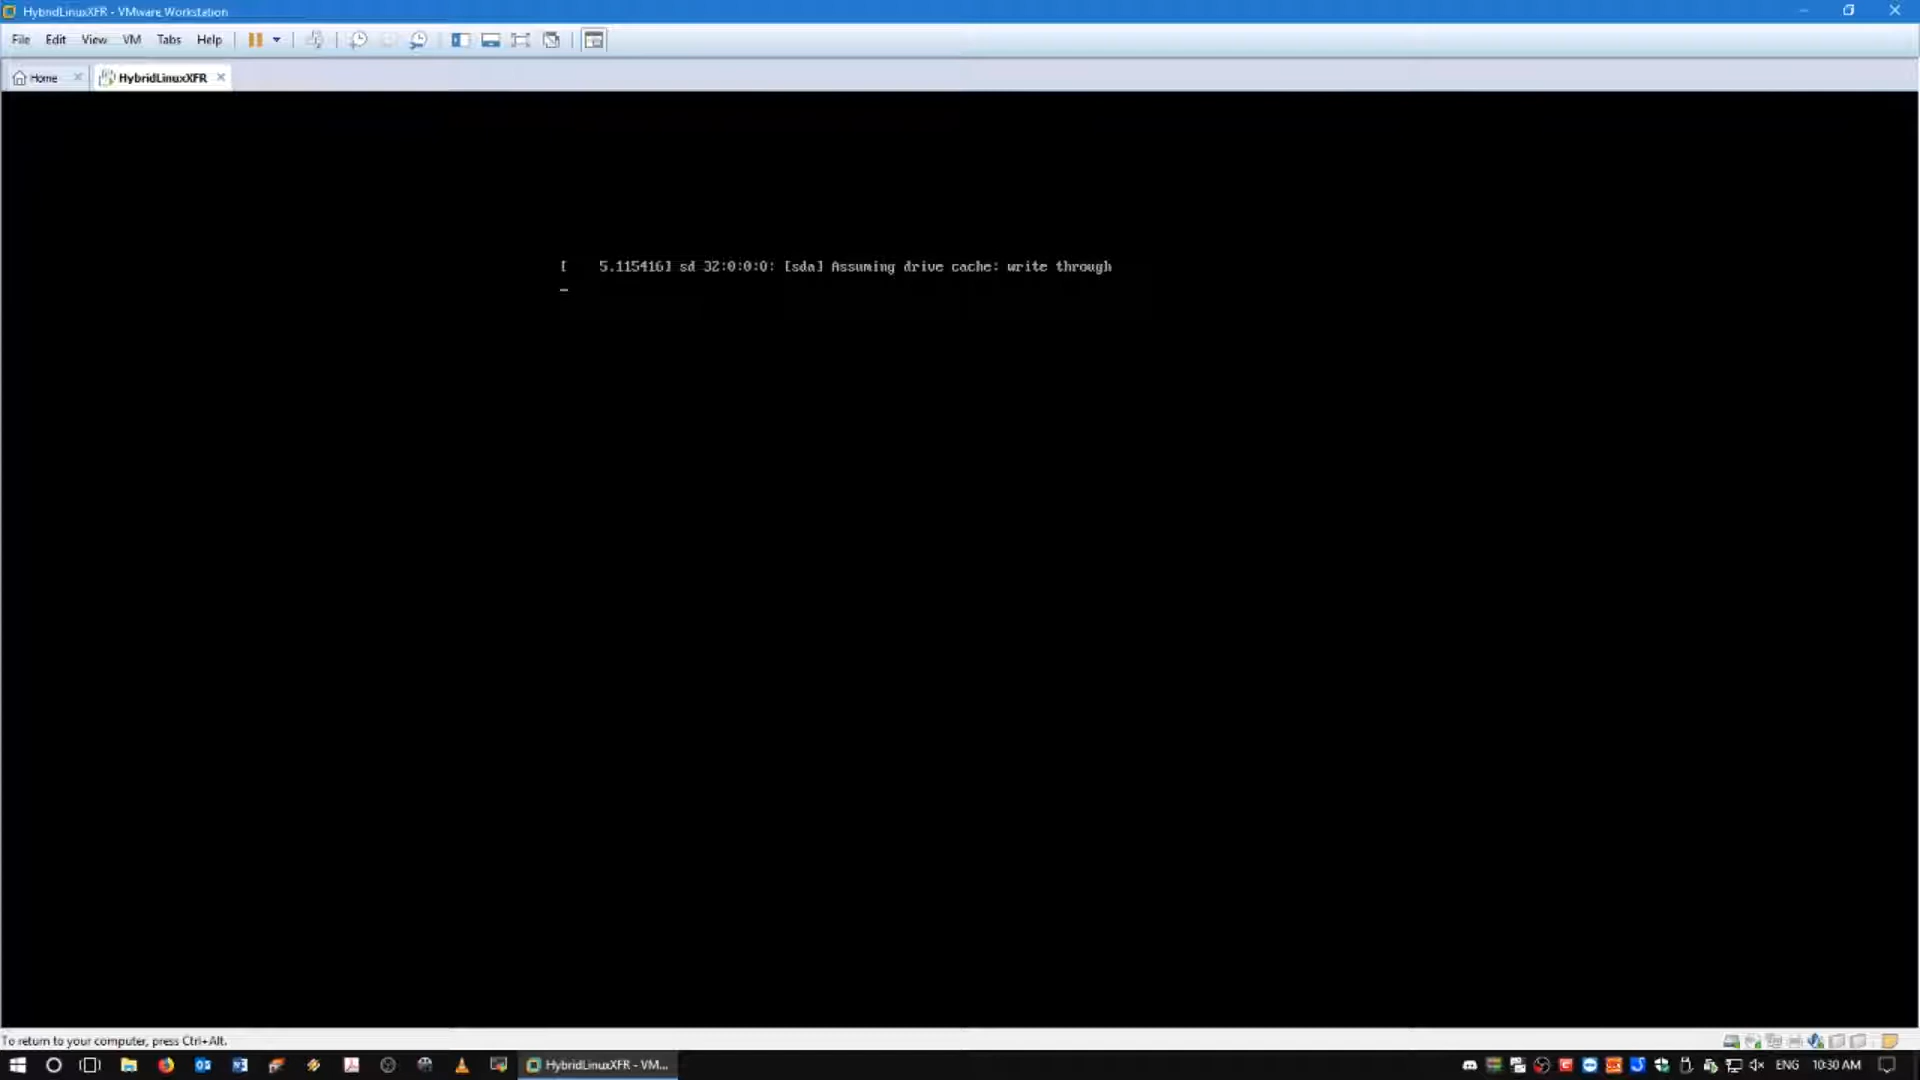 HybridLinuxXFR - VMware Workstation
File Edit View VM Tabs Help
Home HybridLinuxXFR
[ 5.115416] sd 32:0:0:0: [sda] Assuming drive cache: write through
_
To return to your computer, press Ctrl+Alt.
HybridLinuxXFR - VM... ENG 10:30 AM